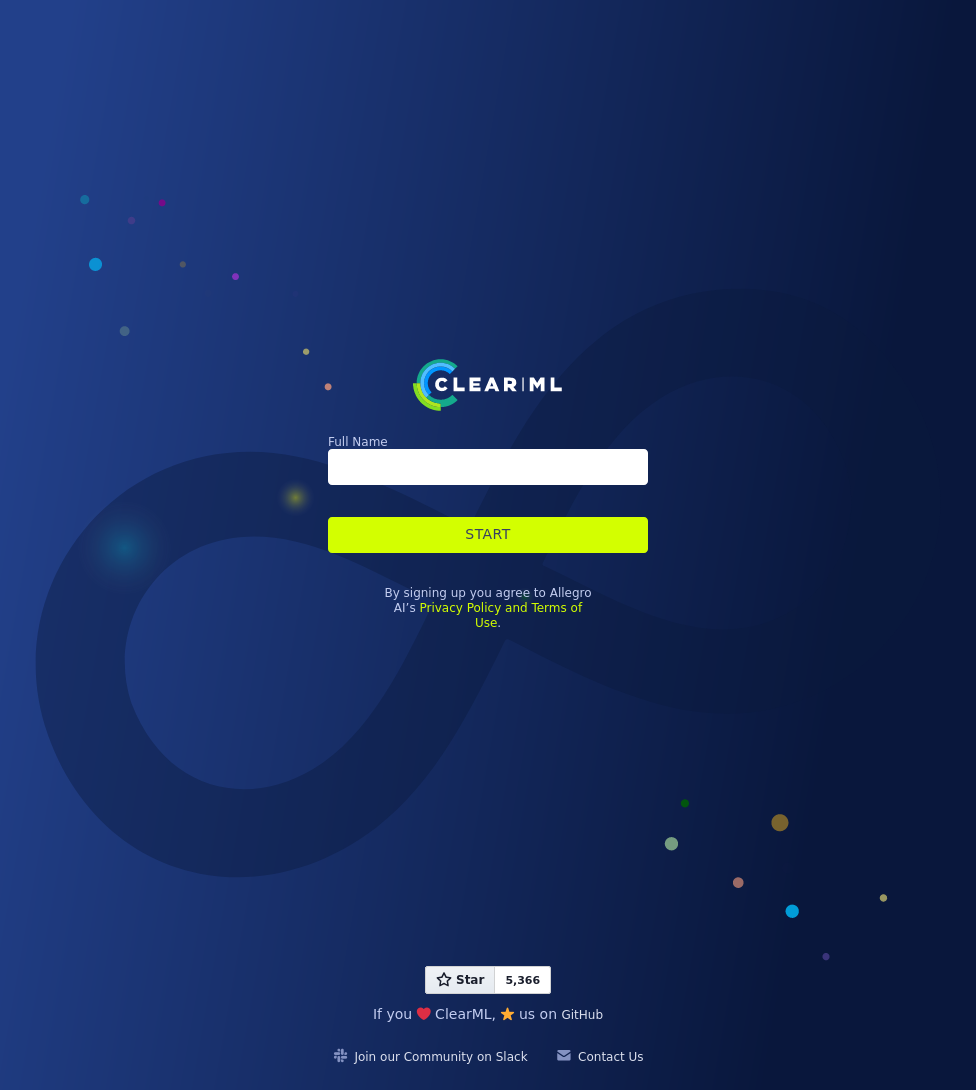 CLEAR|ML
Full Name
START
By signing up you agree to Allegro
AI’s Privacy Policy and Terms of
Use.
Star 5,366
If you ClearML, us on GitHub
Join our Community on Slack Contact Us